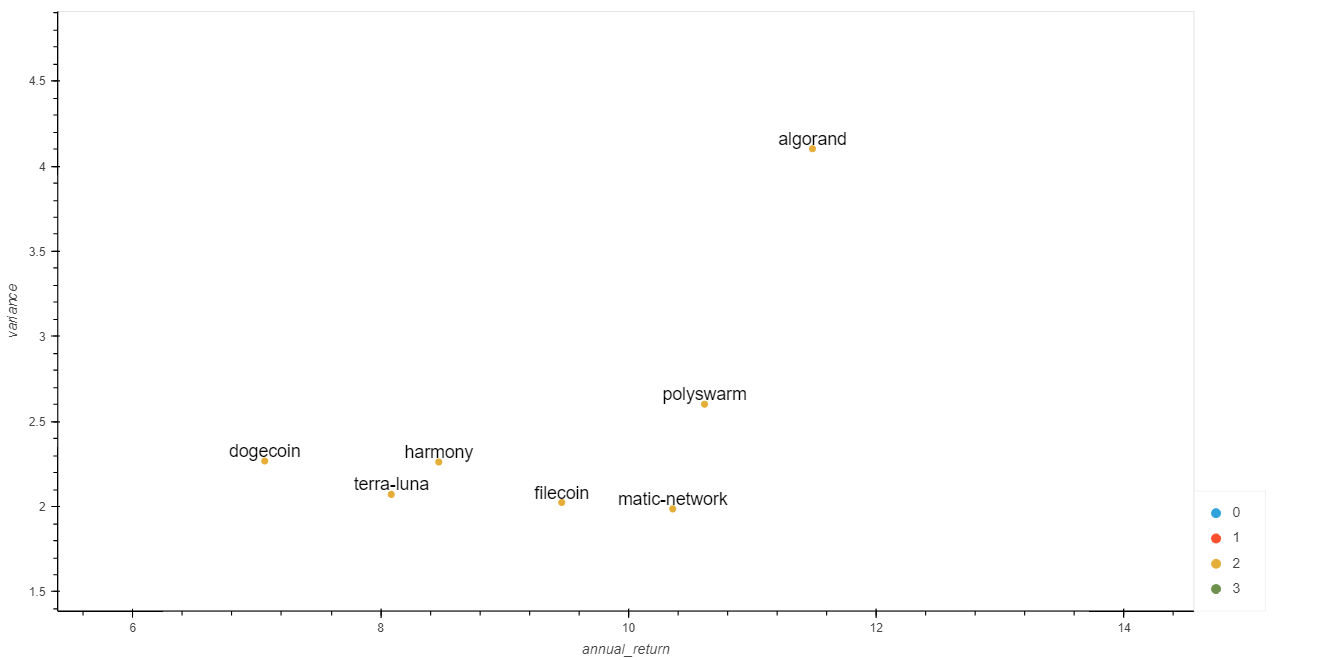 4.5
4
3.5
3
2.5
2
1.5
variance
algorand
polyswarm
dogecoin
harmony
terra-luna
filecoin
matic-network
6
8
10
12
14
annual_return
0
1
2
3